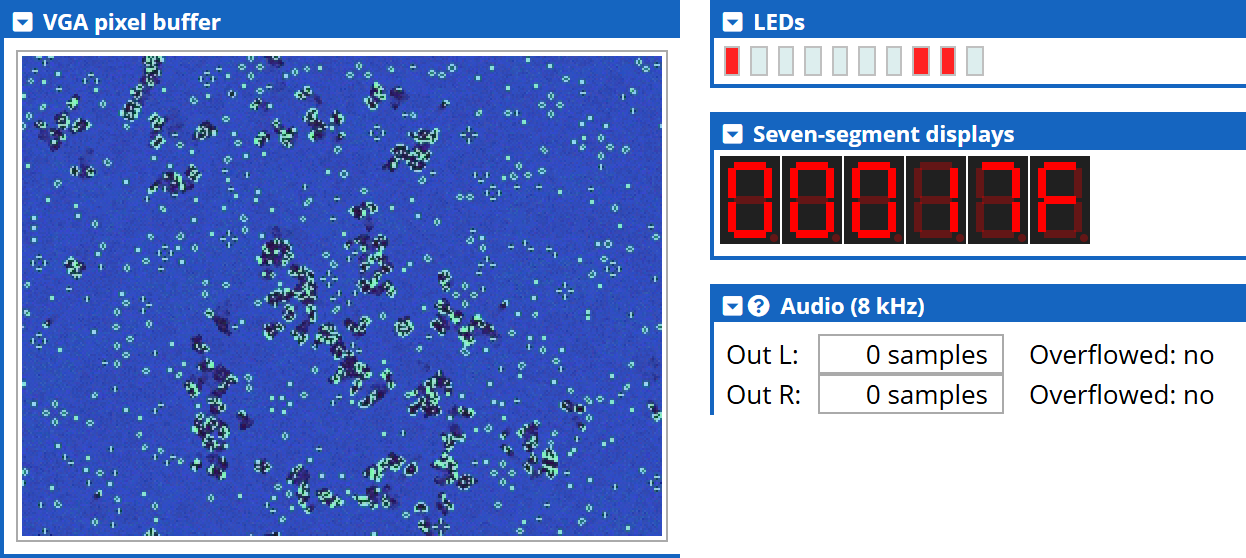 VGA pixel buffer
LEDs
Seven-segment displays
00017F
Audio (8 kHz)
Out L: 0 samples Overflowed: no
Out R: 0 samples Overflowed: no